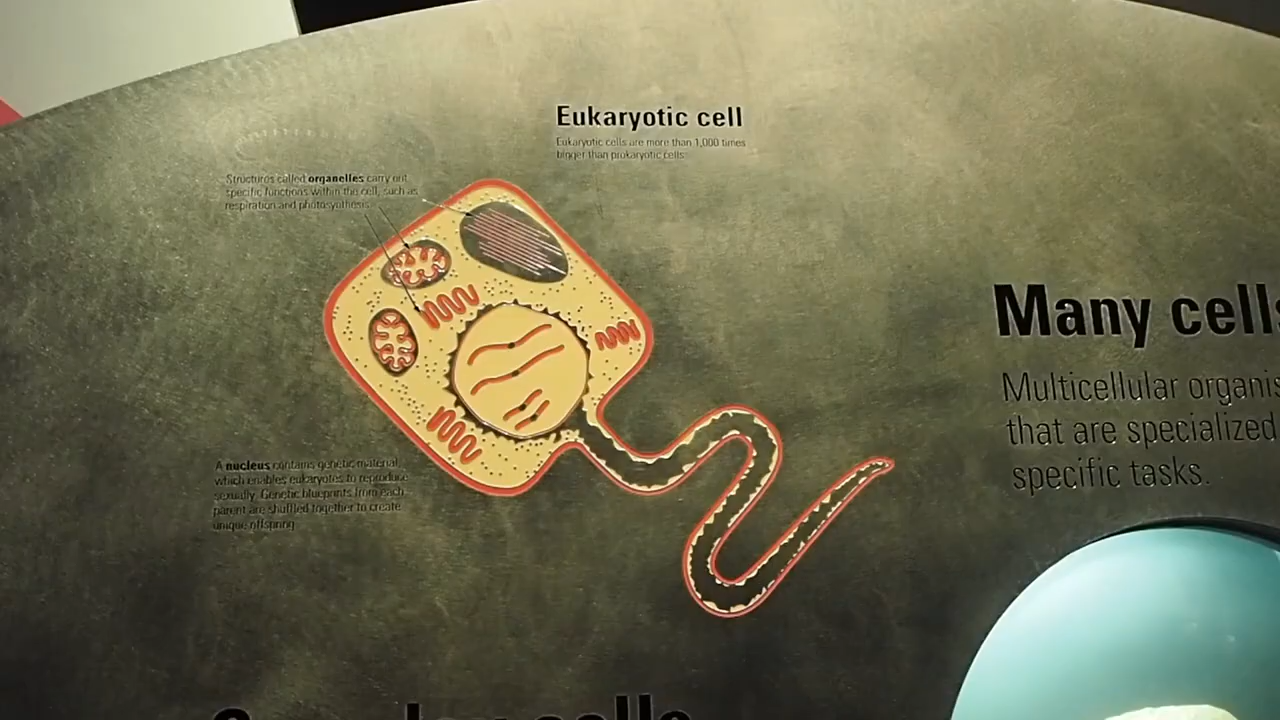 Eukaryotic cell
Eukaryotic cells are more than 1,000 times
bigger than prokaryotic cells.
Structures called organelles carry out
specific functions within the cell, such as
respiration and photosynthesis.
A nucleus contains genetic material,
which enables eukaryotes to reproduce
sexually. Genetic blueprints from each
parent are shuffled together to create
unique offspring.
Many cells
Multicellular organis
that are specialized
specific tasks.
cells